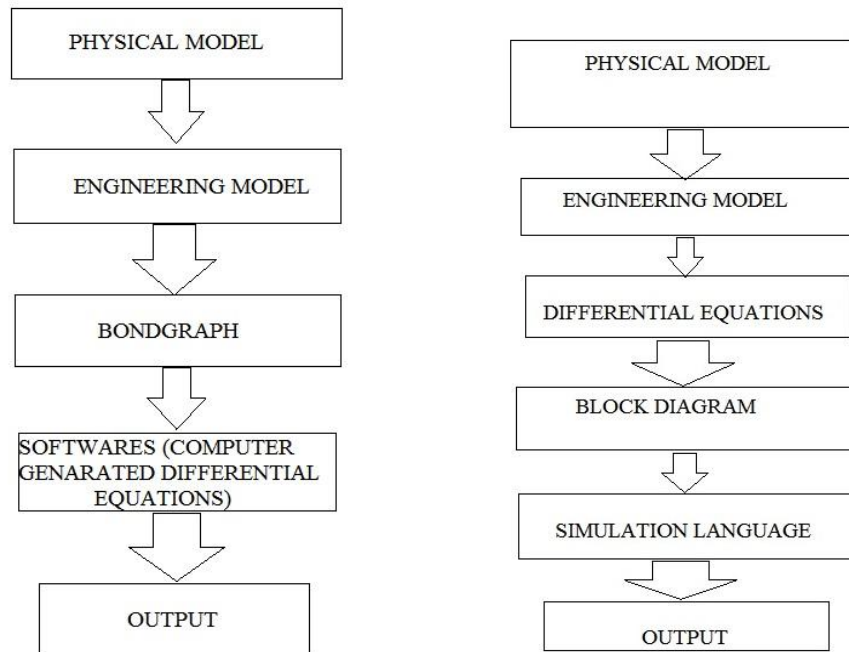 PHYSICAL MODEL
ENGINEERING MODEL
BONDGRAPH
SOFTWARES (COMPUTER
GENARATED DIFFERENTIAL
EQUATIONS)
OUTPUT
PHYSICAL MODEL
ENGINEERING MODEL
DIFFERENTIAL EQUATIONS
BLOCK DIAGRAM
SIMULATION LANGUAGE
OUTPUT